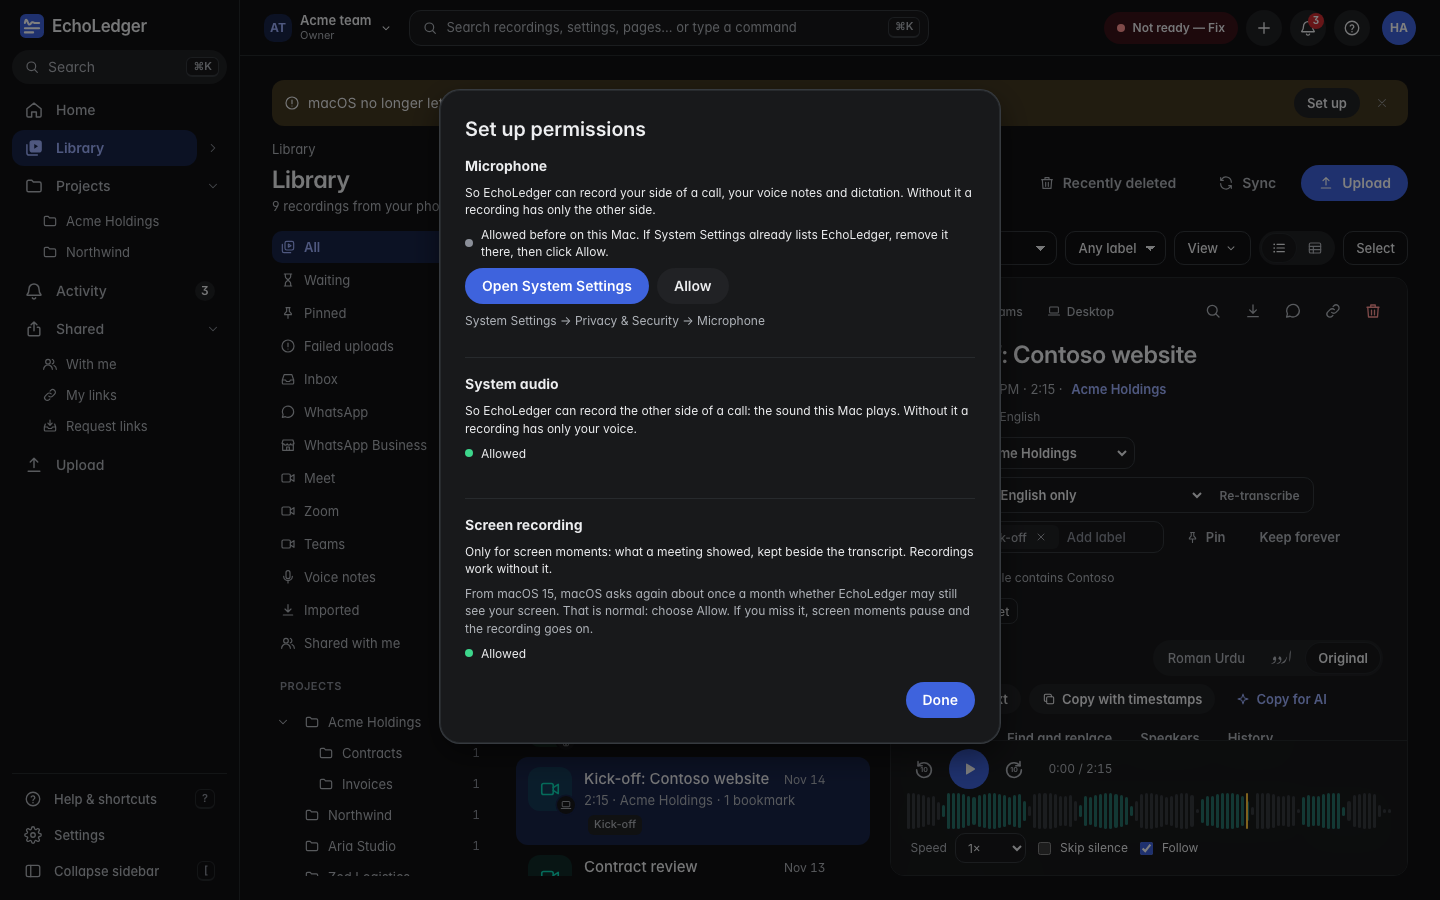 EchoLedger
Search
⌘K
Home
Library
Projects
Acme Holdings
Northwind
Activity
3
Shared
With me
My links
Request links
Upload
Help & shortcuts
?
Settings
Collapse sidebar
[
AT
Acme team
Owner
Search recordings, settings, pages... or type a command
⌘K
Not ready — Fix
3
HA
macOS no longer let
Set up
Library
Library
9 recordings from your pho
Recently deleted
Sync
Upload
All
Waiting
Pinned
Failed uploads
Inbox
WhatsApp
WhatsApp Business
Meet
Zoom
Teams
Voice notes
Imported
Shared with me
PROJECTS
Acme Holdings
Contracts
1
Invoices
1
Northwind
1
Aria Studio
1
Zed Logistics
Any label
View
Select
Set up permissions
Microphone
So EchoLedger can record your side of a call, your voice notes and dictation. Without it a
recording has only the other side.
Allowed before on this Mac. If System Settings already lists EchoLedger, remove it
there, then click Allow.
Open System Settings
Allow
System Settings → Privacy & Security → Microphone
System audio
So EchoLedger can record the other side of a call: the sound this Mac plays. Without it a
recording has only your voice.
Allowed
Screen recording
Only for screen moments: what a meeting showed, kept beside the transcript. Recordings
work without it.
From macOS 15, macOS asks again about once a month whether EchoLedger may still
see your screen. That is normal: choose Allow. If you miss it, screen moments pause and
the recording goes on.
Allowed
Done
Kick-off: Contoso website
Nov 14
2:15 · Acme Holdings · 1 bookmark
Kick-off
Contract review
Nov 13
ams
Desktop
: Contoso website
PM · 2:15 ·
Acme Holdings
English
me Holdings
English only
Re-transcribe
k-off
Add label
Pin
Keep forever
le contains Contoso
et
Roman Urdu
اردو
Original
xt
Copy with timestamps
Copy for AI
Find and replace
Speakers
History
10
10
0:00 / 2:15
Speed
1×
Skip silence
Follow